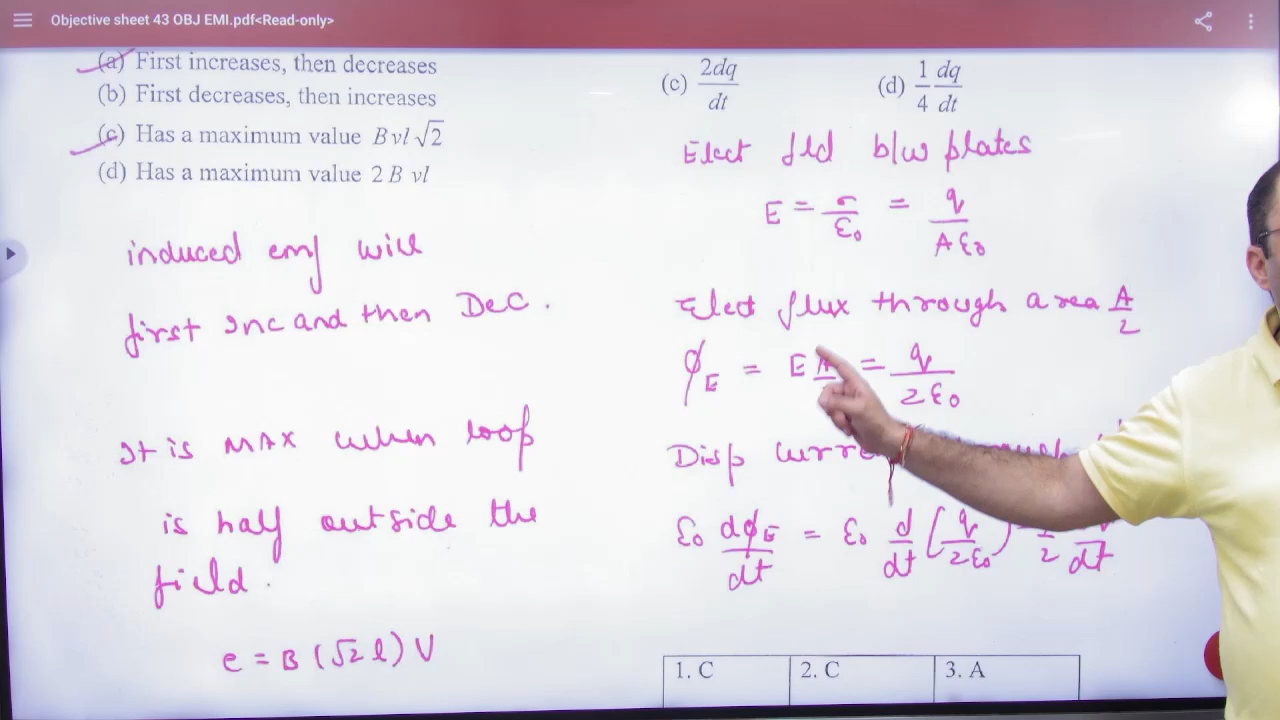 Objective sheet 43 OBJ EMI.pdf<Read-only>
(a) First increases, then decreases
(b) First decreases, then increases
(c) Has a maximum value B vl √2
(d) Has a maximum value 2 B vl
induced emf will
first Inc and then Dec.
It is MAX when loop
is half outside the
field.
e = B (√2 l) V
(c) 2dq/dt (d) 1/4 dq/dt
Elect fld b/w plates
E = σ/ε₀ = q/Aε₀
Elect flux through area A/2
ϕE = E = q/2ε₀
Disp
ε₀ dϕE/dt = ε₀ d/dt (q/2ε₀)
1. C 2. C 3. A